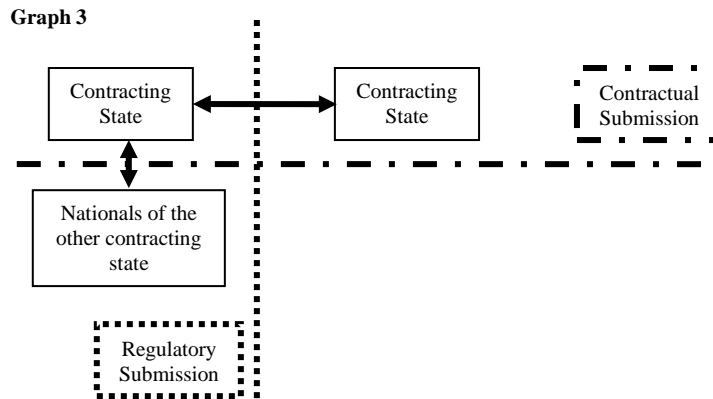 Graph 3
Contracting
State
Contracting
State
Contractual
Submission
Nationals of the
other contracting
state
Regulatory
Submission